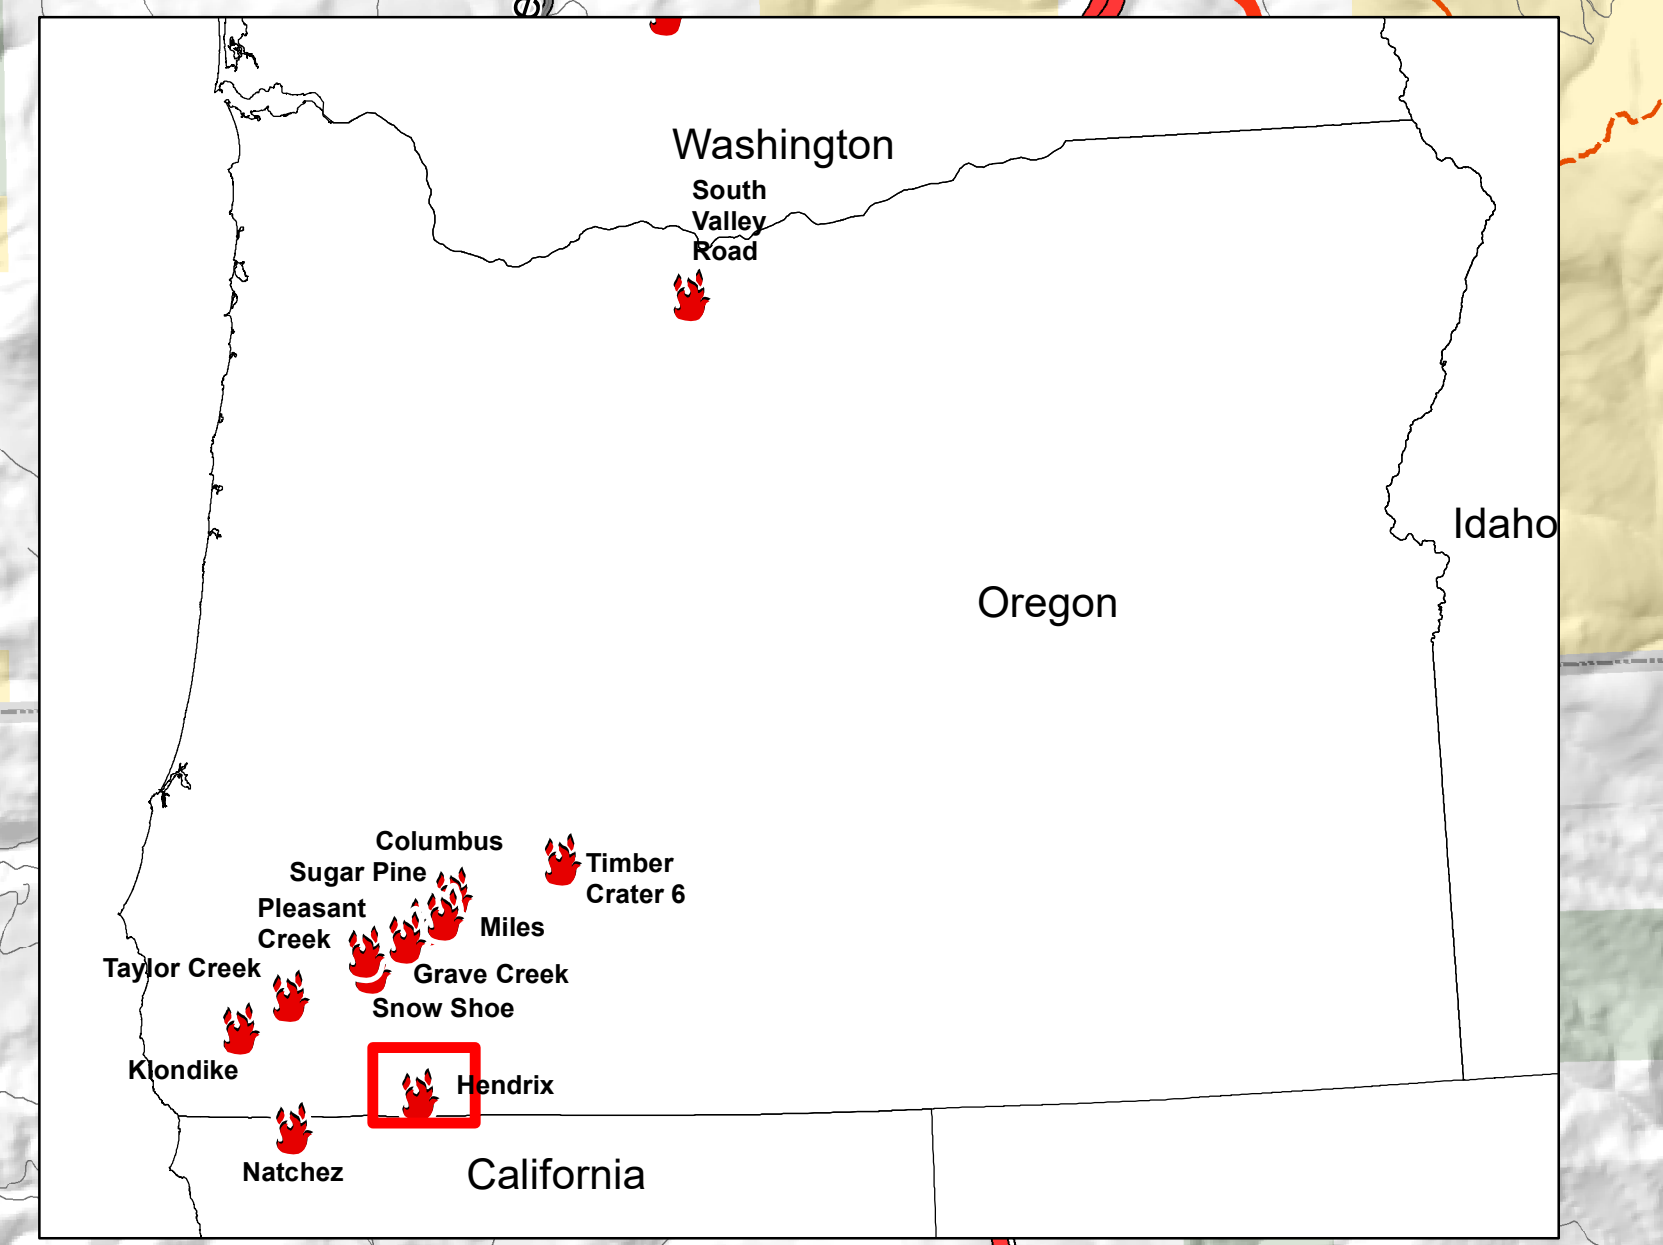 Washington
South
Valley
Road
Idaho
Oregon
Columbus
Sugar Pine
Timber
Crater 6
Pleasant
Creek
Miles
Taylor Creek
Grave Creek
Snow Shoe
Klondike
Hendrix
Natchez
California